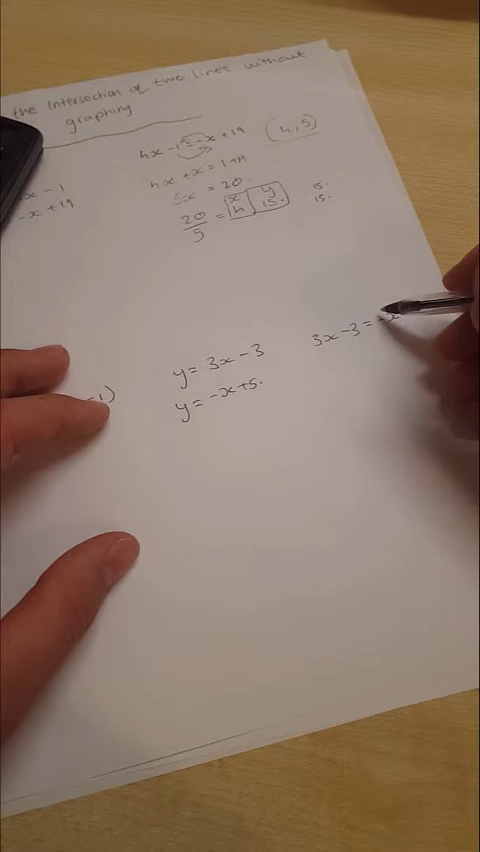 the Intersection of two lines without
graphing
4x - 1 = -x + 19 (4, 5)
4x + x = 1 + 19
5x = 20.
20/5 = x 4 y 15.
15.
15.
x - 1
-x + 19
y = 3x - 3
y = -x + 5.
3x - 3 = -x
-1)